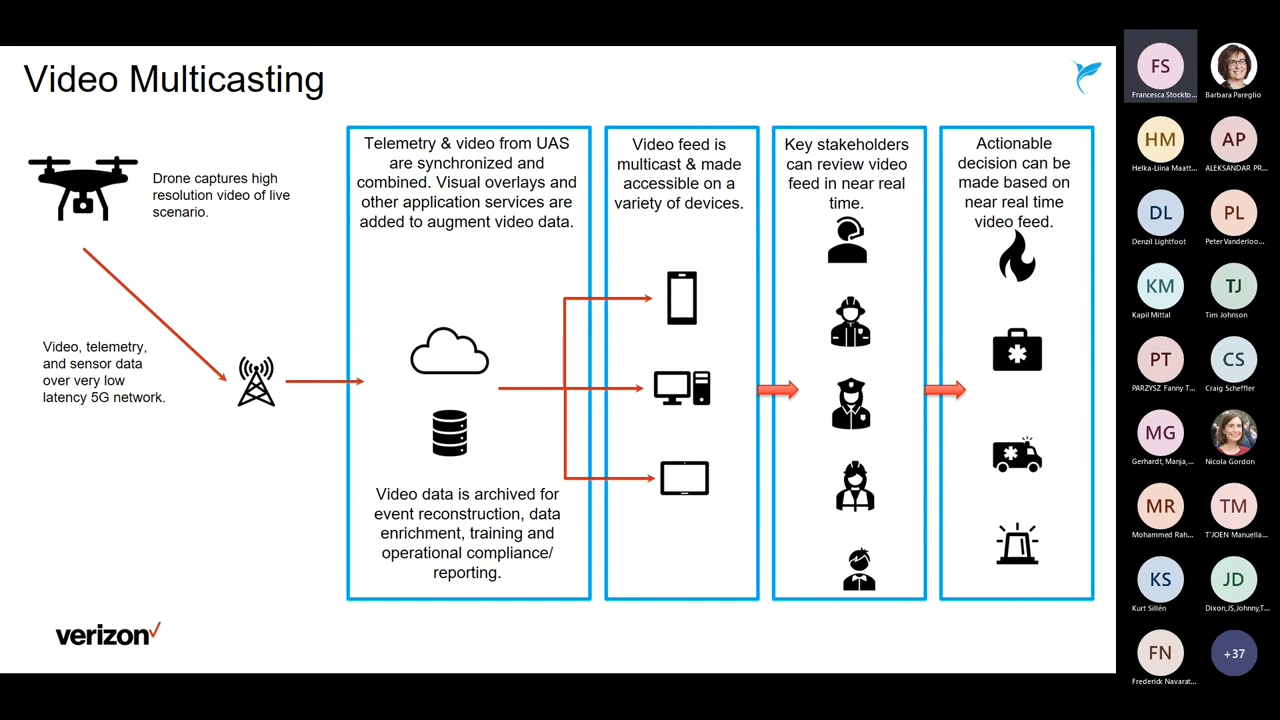 Video Multicasting
Drone captures high
resolution video of live
scenario.
Video, telemetry,
and sensor data
over very low
latency 5G network.
Telemetry & video from UAS
are synchronized and
combined. Visual overlays and
other application services are
added to augment video data.
Video data is archived for
event reconstruction, data
enrichment, training and
operational compliance/
reporting.
Video feed is
multicast & made
accessible on a
variety of devices.
Key stakeholders
can review video
feed in near real
time.
Actionable
decision can be
made based on
near real time
video feed.
verizon
FS
Francesca Stockto...
Barbara Pareglio
HM
Helka-Liina Maatt...
AP
ALEKSANDAR PR...
DL
Denzil Lightfoot
PL
Peter Vanderloo...
KM
Kapil Mittal
TJ
Tim Johnson
PT
PARZYSZ Fanny T...
CS
Craig Scheffler
MG
Gerhardt, Manja,...
Nicola Gordon
MR
Mohammed Rah...
TM
T'JOEN Manuella...
KS
Kurt Sillén
JD
Dixon,JS,Johnny,T...
FN
Frederick Navarat...
+37